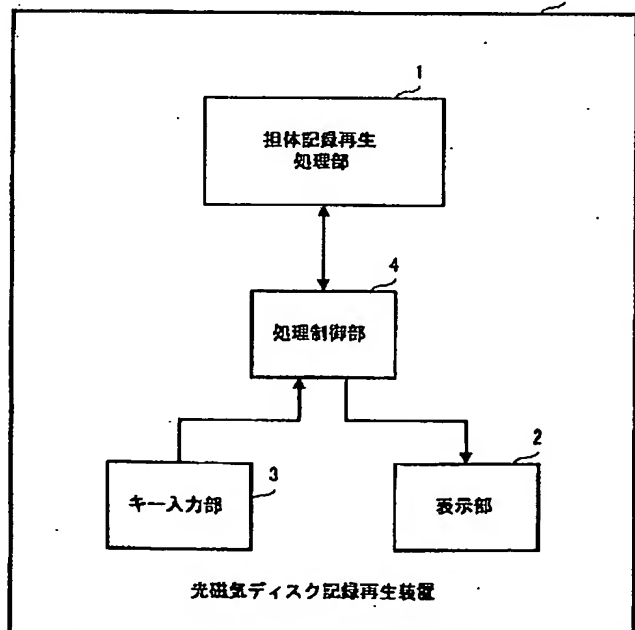 1
担体記録再生
処理部
4
処理制御部
3
キー入力部
2
表示部
光磁気ディスク記録再生装置